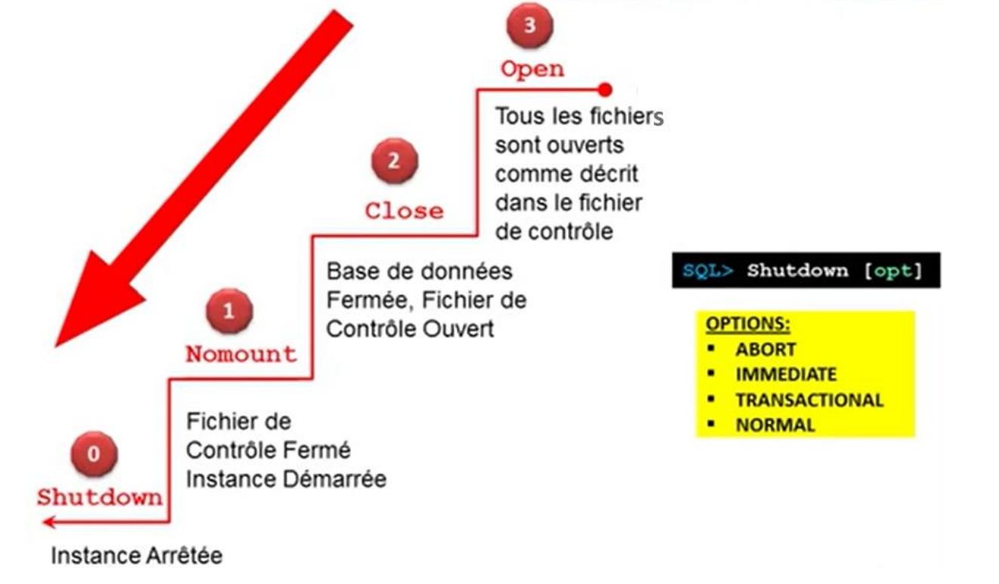 3
Open
Tous les fichiers
sont ouverts
comme décrit
dans le fichier
de contrôle
2
Close
Base de données
Fermée, Fichier de
Contrôle Ouvert
1
Nomount
Fichier de
Contrôle Fermé
Instance Démarrée
0
Shutdown
Instance Arrêtée
SQL> Shutdown [opt]
OPTIONS:
▪ ABORT
▪ IMMEDIATE
▪ TRANSACTIONAL
▪ NORMAL